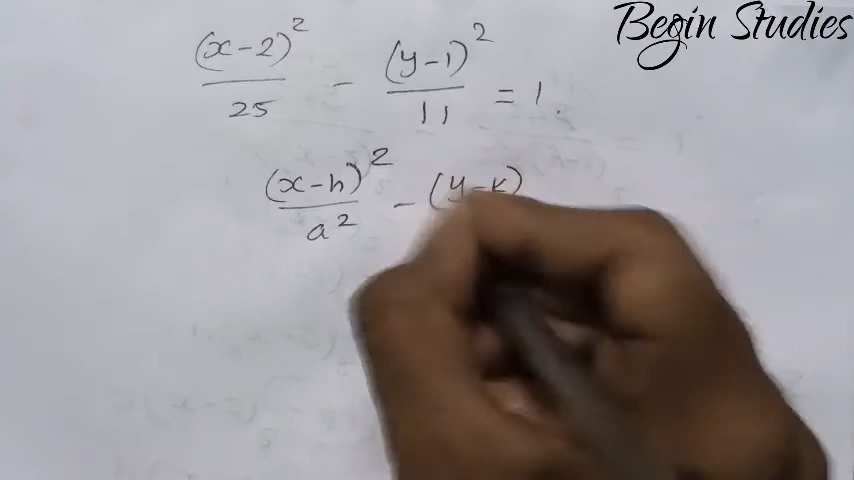 Begin Studies
(x-2)² / 25 - (y-1)² / 11 = 1.
(x-h)² / a² - (y-k)